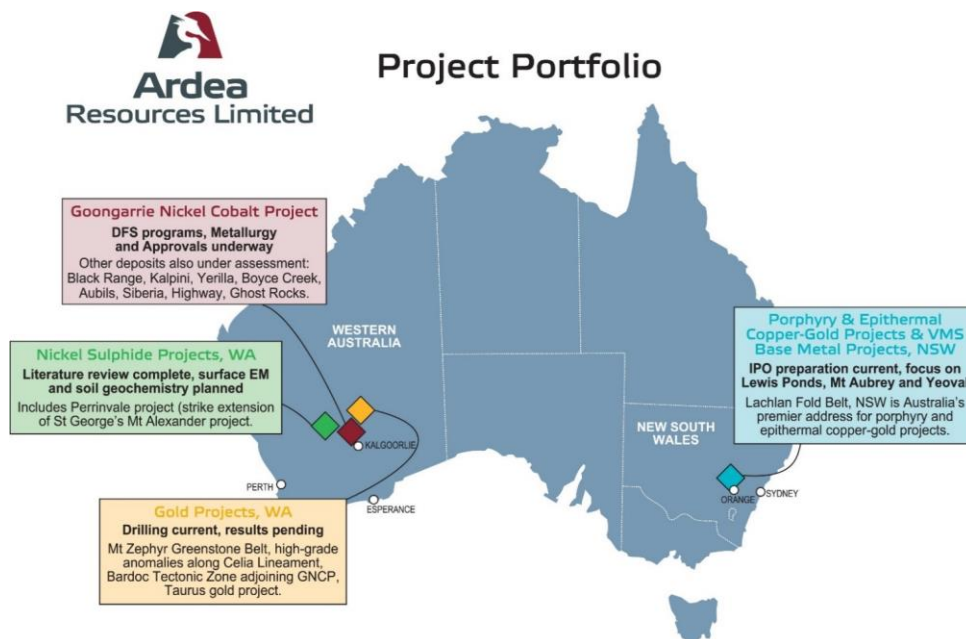 Ardea
Resources Limited
Project Portfolio
Goongarrie Nickel Cobalt Project
DFS programs, Metallurgy
and Approvals underway
Other deposits also under assessment:
Black Range, Kalpini, Yerilla, Boyce Creek,
Aubils, Siberia, Highway, Ghost Rocks.
WESTERN
AUSTRALIA
Nickel Sulphide Projects, WA
Literature review complete, surface EM
and soil geochemistry planned
Includes Perrinvale project (strike extension
of St George's Mt Alexander project.
Porphyry & Epithermal
Copper-Gold Projects & VMS
Base Metal Projects, NSW
IPO preparation current, focus on
Lewis Ponds, Mt Aubrey and Yeoval
Lachlan Fold Belt, NSW is Australia's
premier address for porphyry and
epithermal copper-gold projects.
NEW SOUTH
WALES
KALGOORLIE
PERTH
ESPERANCE
ORANGE
SYDNEY
Gold Projects, WA
Drilling current, results pending
Mt Zephyr Greenstone Belt, high-grade
anomalies along Celia Lineament,
Bardoc Tectonic Zone adjoining GNCP,
Taurus gold project.